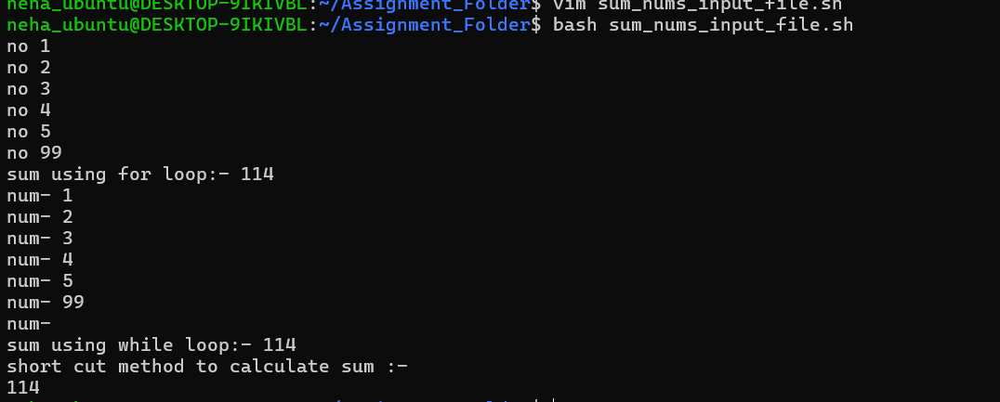 neha_ubuntu@DESKTOP-9IKIVBL:~/Assignment_Folder$ vim sum_nums_input_file.sh
neha_ubuntu@DESKTOP-9IKIVBL:~/Assignment_Folder$ bash sum_nums_input_file.sh
no 1
no 2
no 3
no 4
no 5
no 99
sum using for loop:- 114
num- 1
num- 2
num- 3
num- 4
num- 5
num- 99
num-
sum using while loop:- 114
short cut method to calculate sum :-
114